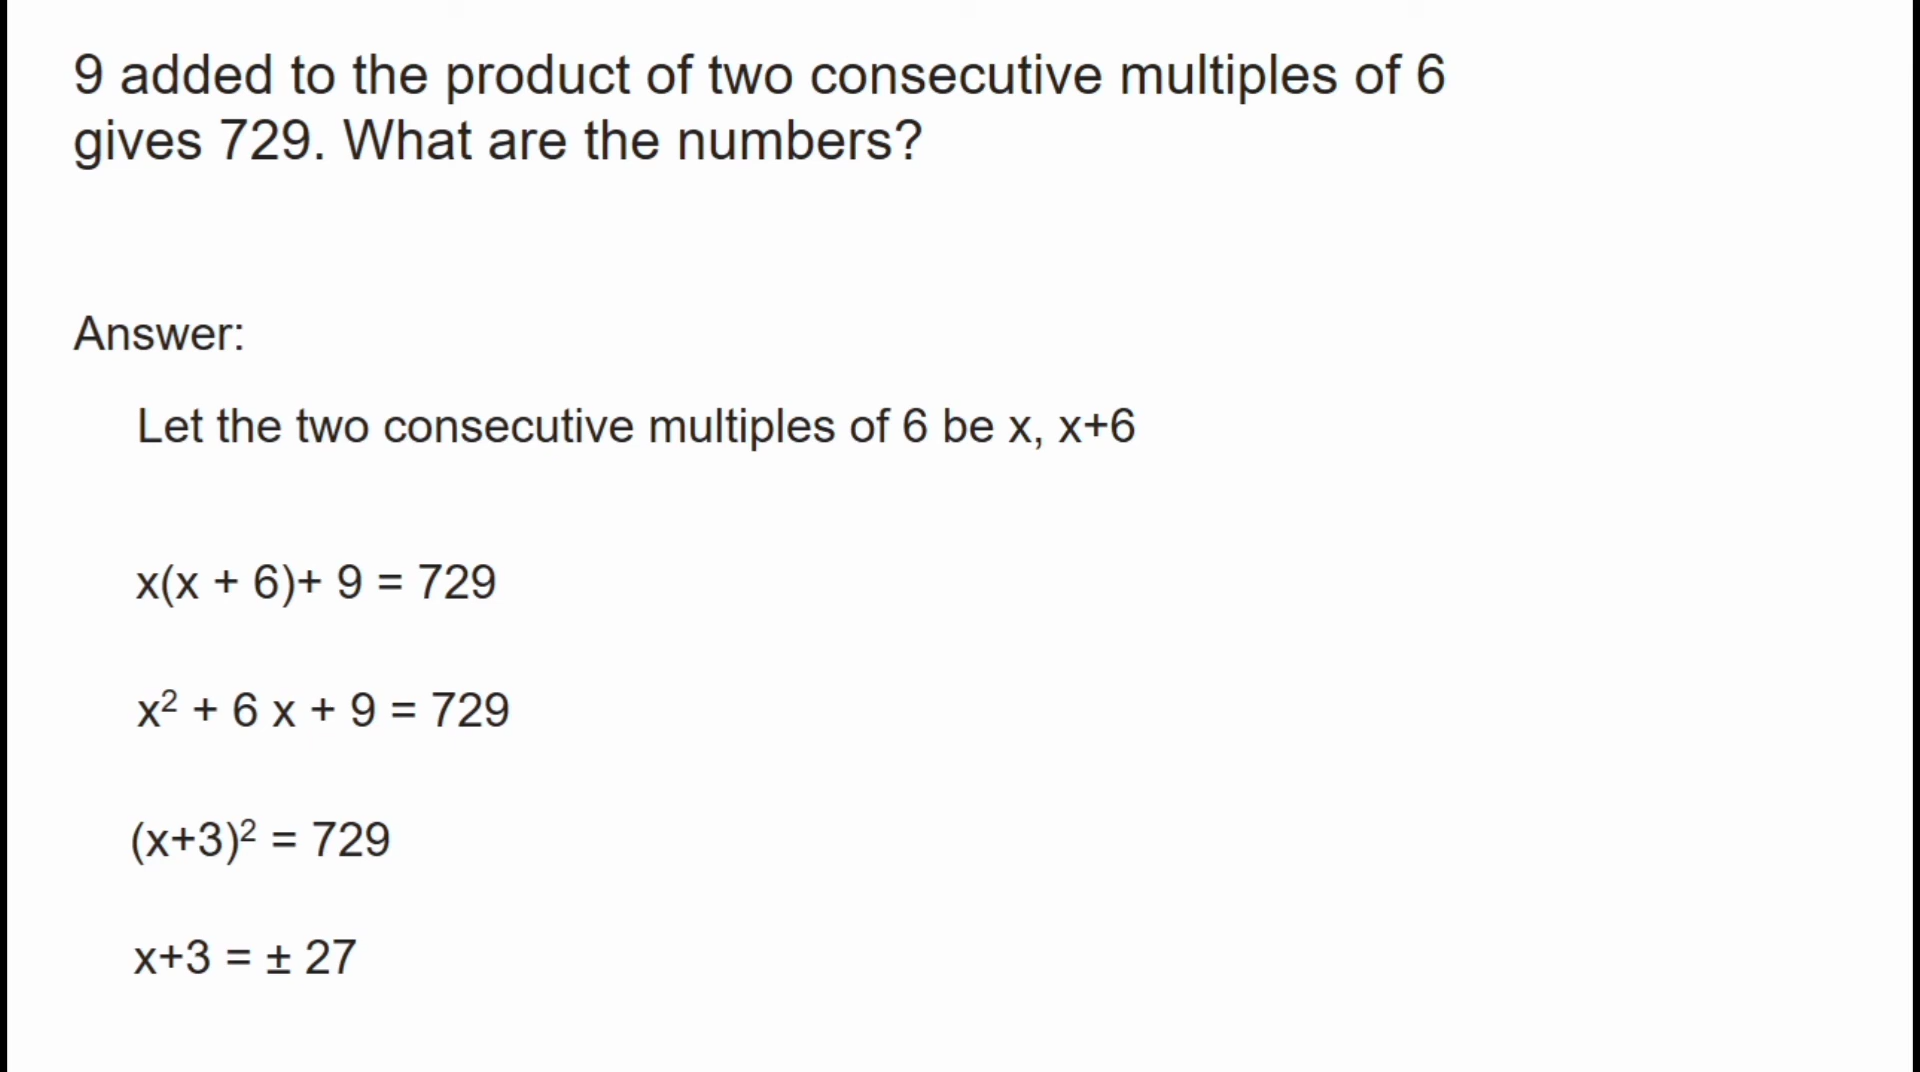 9 added to the product of two consecutive multiples of 6
gives 729. What are the numbers?
Answer:
Let the two consecutive multiples of 6 be x, x+6
x(x + 6)+ 9 = 729
x² + 6 x + 9 = 729
(x+3)² = 729
x+3 = ± 27